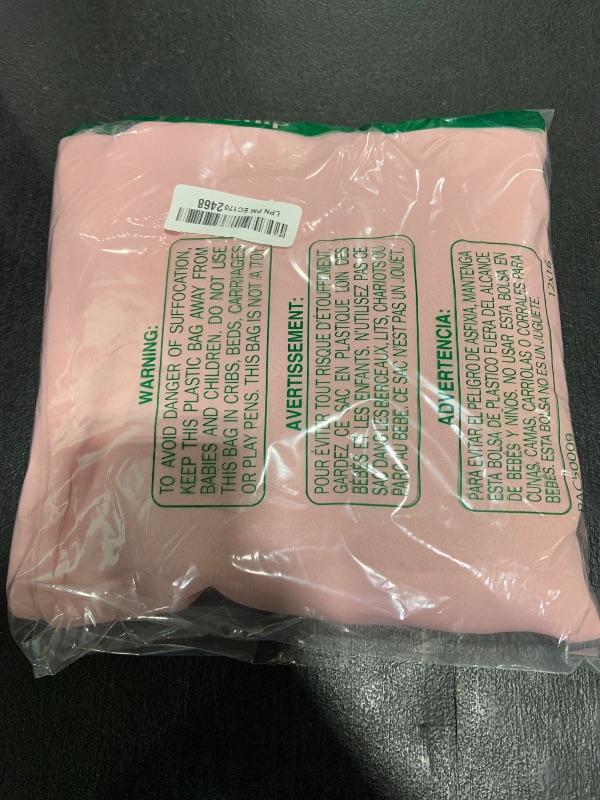 LPN PM EC1702468
WARNING:
TO AVOID DANGER OF SUFFOCATION,
KEEP THIS PLASTIC BAG AWAY FROM
BABIES AND CHILDREN. DO NOT USE
THIS BAG IN CRIBS, BEDS, CARRIAGES
OR PLAY PENS. THIS BAG IS NOT A TOY.
AVERTISSEMENT:
POUR ÉVITER TOUT RISQUE D'ÉTOUFFEMENT,
GARDEZ CE SAC EN PLASTIQUE LOIN DES
BÉBÉS ET LES ENFANTS. N'UTILISEZ PAS CE
SAC DANS LES BERCEAUX, LITS, CHARIOTS OU
PARC POUR BÉBÉ. CE SAC N'EST PAS UN JOUET.
ADVERTENCIA:
PARA EVITAR EL PELIGRO DE ASFIXIA, MANTENGA
ESTA BOLSA DE PLASTICO FUERA DEL ALCANCE
DE BEBÉS Y NIÑOS. NO USAR ESTA BOLSA EN
CUNAS, CAMAS, CARRIOLAS O CORRALES PARA
BEBÉS. ESTA BOLSA NO ES UN JUGUETE.
PAC50009
12x16